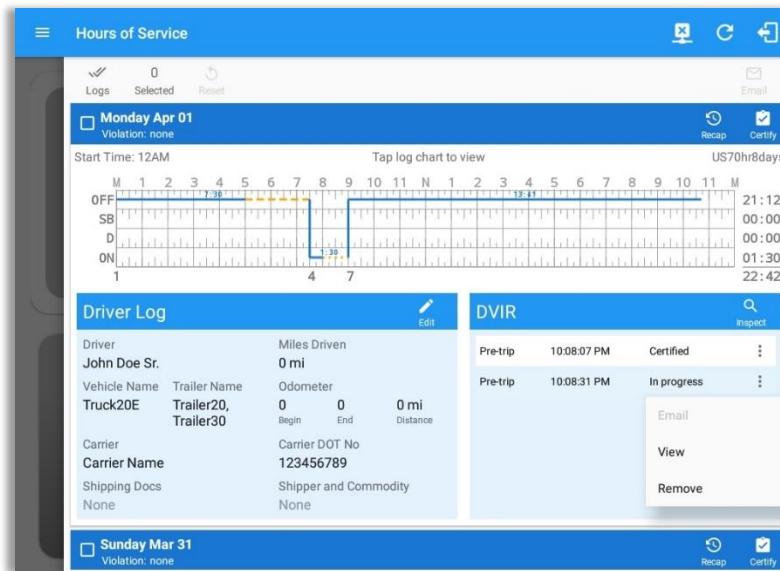 Hours of Service
Logs
0
Selected
Reset
Email
Monday Apr 01
Violation: none
Recap
Certify
Start Time: 12AM
Tap log chart to view
US70hr8days
M 1 2 3 4 5 6 7 8 9 10 11 N 1 2 3 4 5 6 7 8 9 10 11 M
OFF 7:30 13:41 21:12
SB 00:00
D 00:00
ON 1:30 01:30
1 4 7 22:42
Driver Log
Edit
Driver
Miles Driven
John Doe Sr.
0 mi
Vehicle Name
Trailer Name
Odometer
Truck20E
Trailer20,
Trailer30
0
0
0 mi
Begin
End
Distance
Carrier
Carrier DOT No
Carrier Name
123456789
Shipping Docs
Shipper and Commodity
None
None
DVIR
Inspect
Pre-trip 10:08:07 PM Certified
Pre-trip 10:08:31 PM In progress
Email
View
Remove
Sunday Mar 31
Violation: none
Recap
Certify